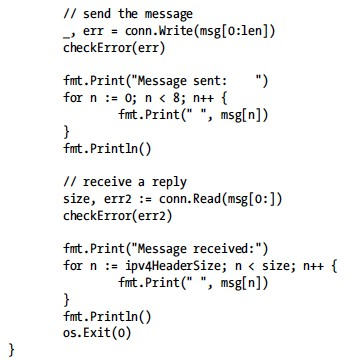 // send the message
_, err = conn.Write(msg[0:len])
checkError(err)
fmt.Print("Message sent:    ")
for n := 0; n < 8; n++ {
fmt.Print(" ", msg[n])
}
fmt.Println()
// receive a reply
size, err2 := conn.Read(msg[0:])
checkError(err2)
fmt.Print("Message received:")
for n := ipv4HeaderSize; n < size; n++ {
fmt.Print(" ", msg[n])
}
fmt.Println()
os.Exit(0)
}